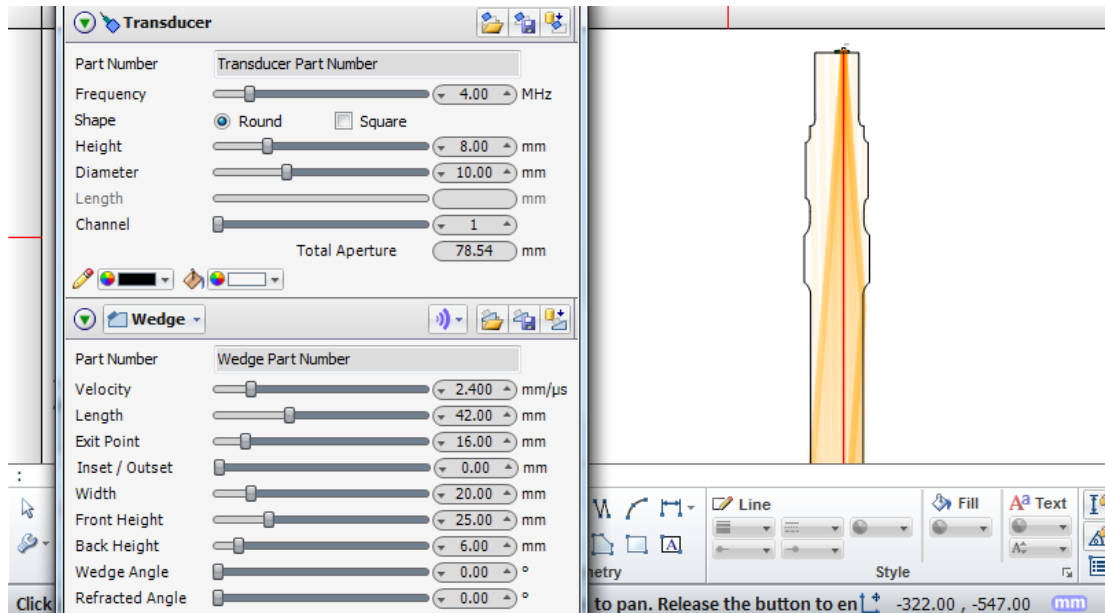 Transducer
Part Number Transducer Part Number
Frequency 4.00 MHz
Shape Round Square
Height 8.00 mm
Diameter 10.00 mm
Length mm
Channel 1
Total Aperture 78.54 mm
Wedge
Part Number Wedge Part Number
Velocity 2.400 mm/µs
Length 42.00 mm
Exit Point 16.00 mm
Inset / Outset 0.00 mm
Width 20.00 mm
Front Height 25.00 mm
Back Height 6.00 mm
Wedge Angle 0.00 °
Refracted Angle 0.00 °
:
Line Fill Aa Text
A
metry Style
Click to pan. Release the button to en -322.00 , -547.00 mm